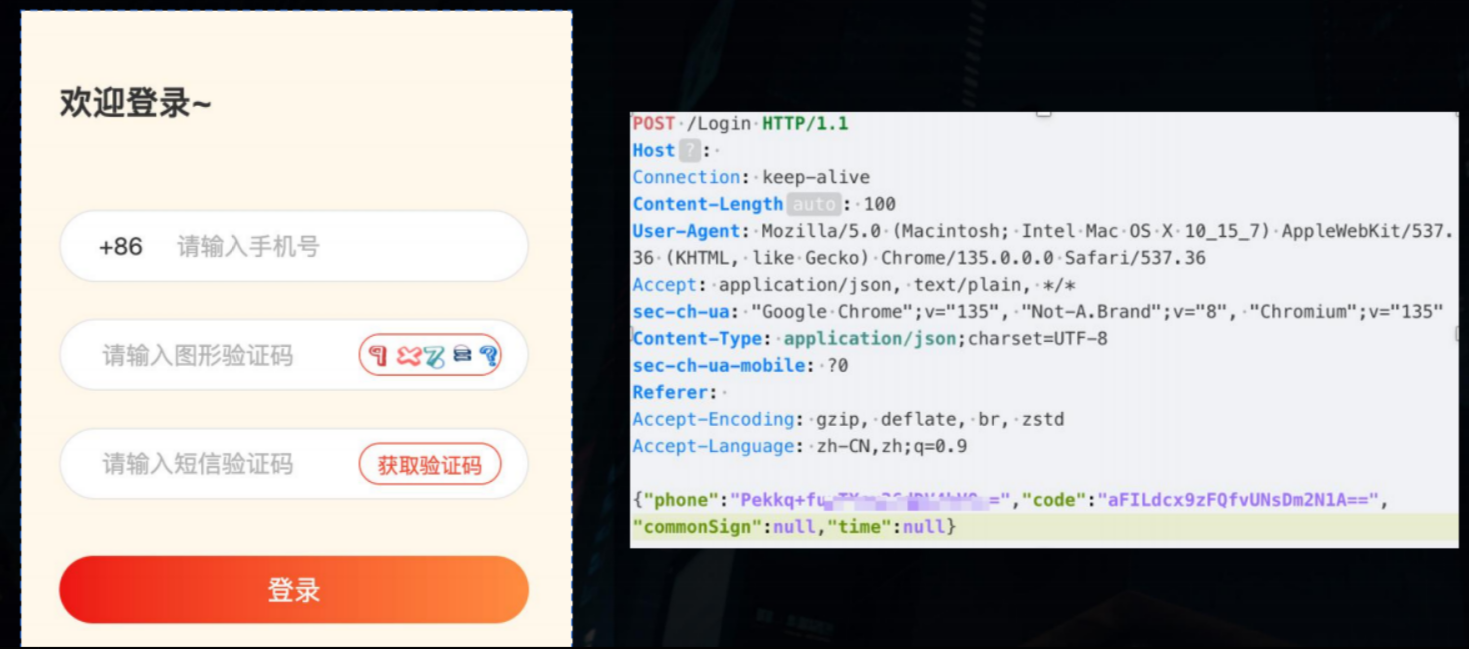 欢迎登录~
+86 请输入手机号
请输入图形验证码
请输入短信验证码 获取验证码
登录
POST /Login HTTP/1.1
Host ? :
Connection: keep-alive
Content-Length auto : 100
User-Agent: Mozilla/5.0 (Macintosh; Intel Mac OS X 10_15_7) AppleWebKit/537.
36 (KHTML, like Gecko) Chrome/135.0.0.0 Safari/537.36
Accept: application/json, text/plain, */*
sec-ch-ua: "Google Chrome";v="135", "Not-A.Brand";v="8", "Chromium";v="135"
Content-Type: application/json;charset=UTF-8
sec-ch-ua-mobile: ?0
Referer:
Accept-Encoding: gzip, deflate, br, zstd
Accept-Language: zh-CN,zh;q=0.9
{"phone":"Pekkq+fu =","code":"aFILdcx9zFQfvUNsDm2N1A==",
"commonSign":null,"time":null}